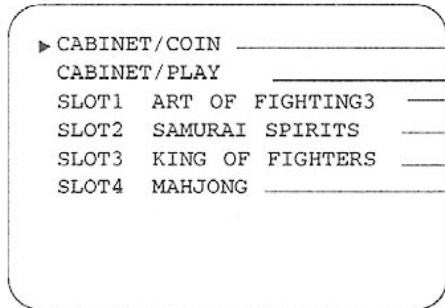 ▶ CABINET/COIN
CABINET/PLAY
SLOT1 ART OF FIGHTING3
SLOT2 SAMURAI SPIRITS
SLOT3 KING OF FIGHTERS
SLOT4 MAHJONG